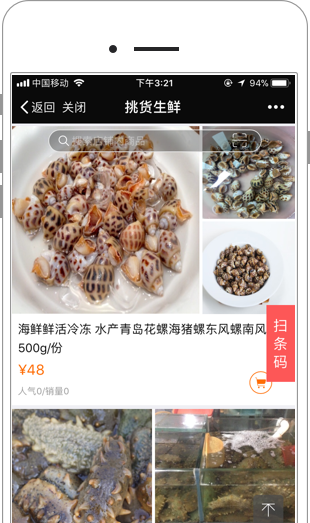 中国移动 下午3:21 94%
返回 关闭 挑货生鲜
搜索店铺内商品
海鲜鲜活冷冻 水产青岛花螺海猪螺东风螺南风
500g/份
¥48
人气0/销量0
扫条码